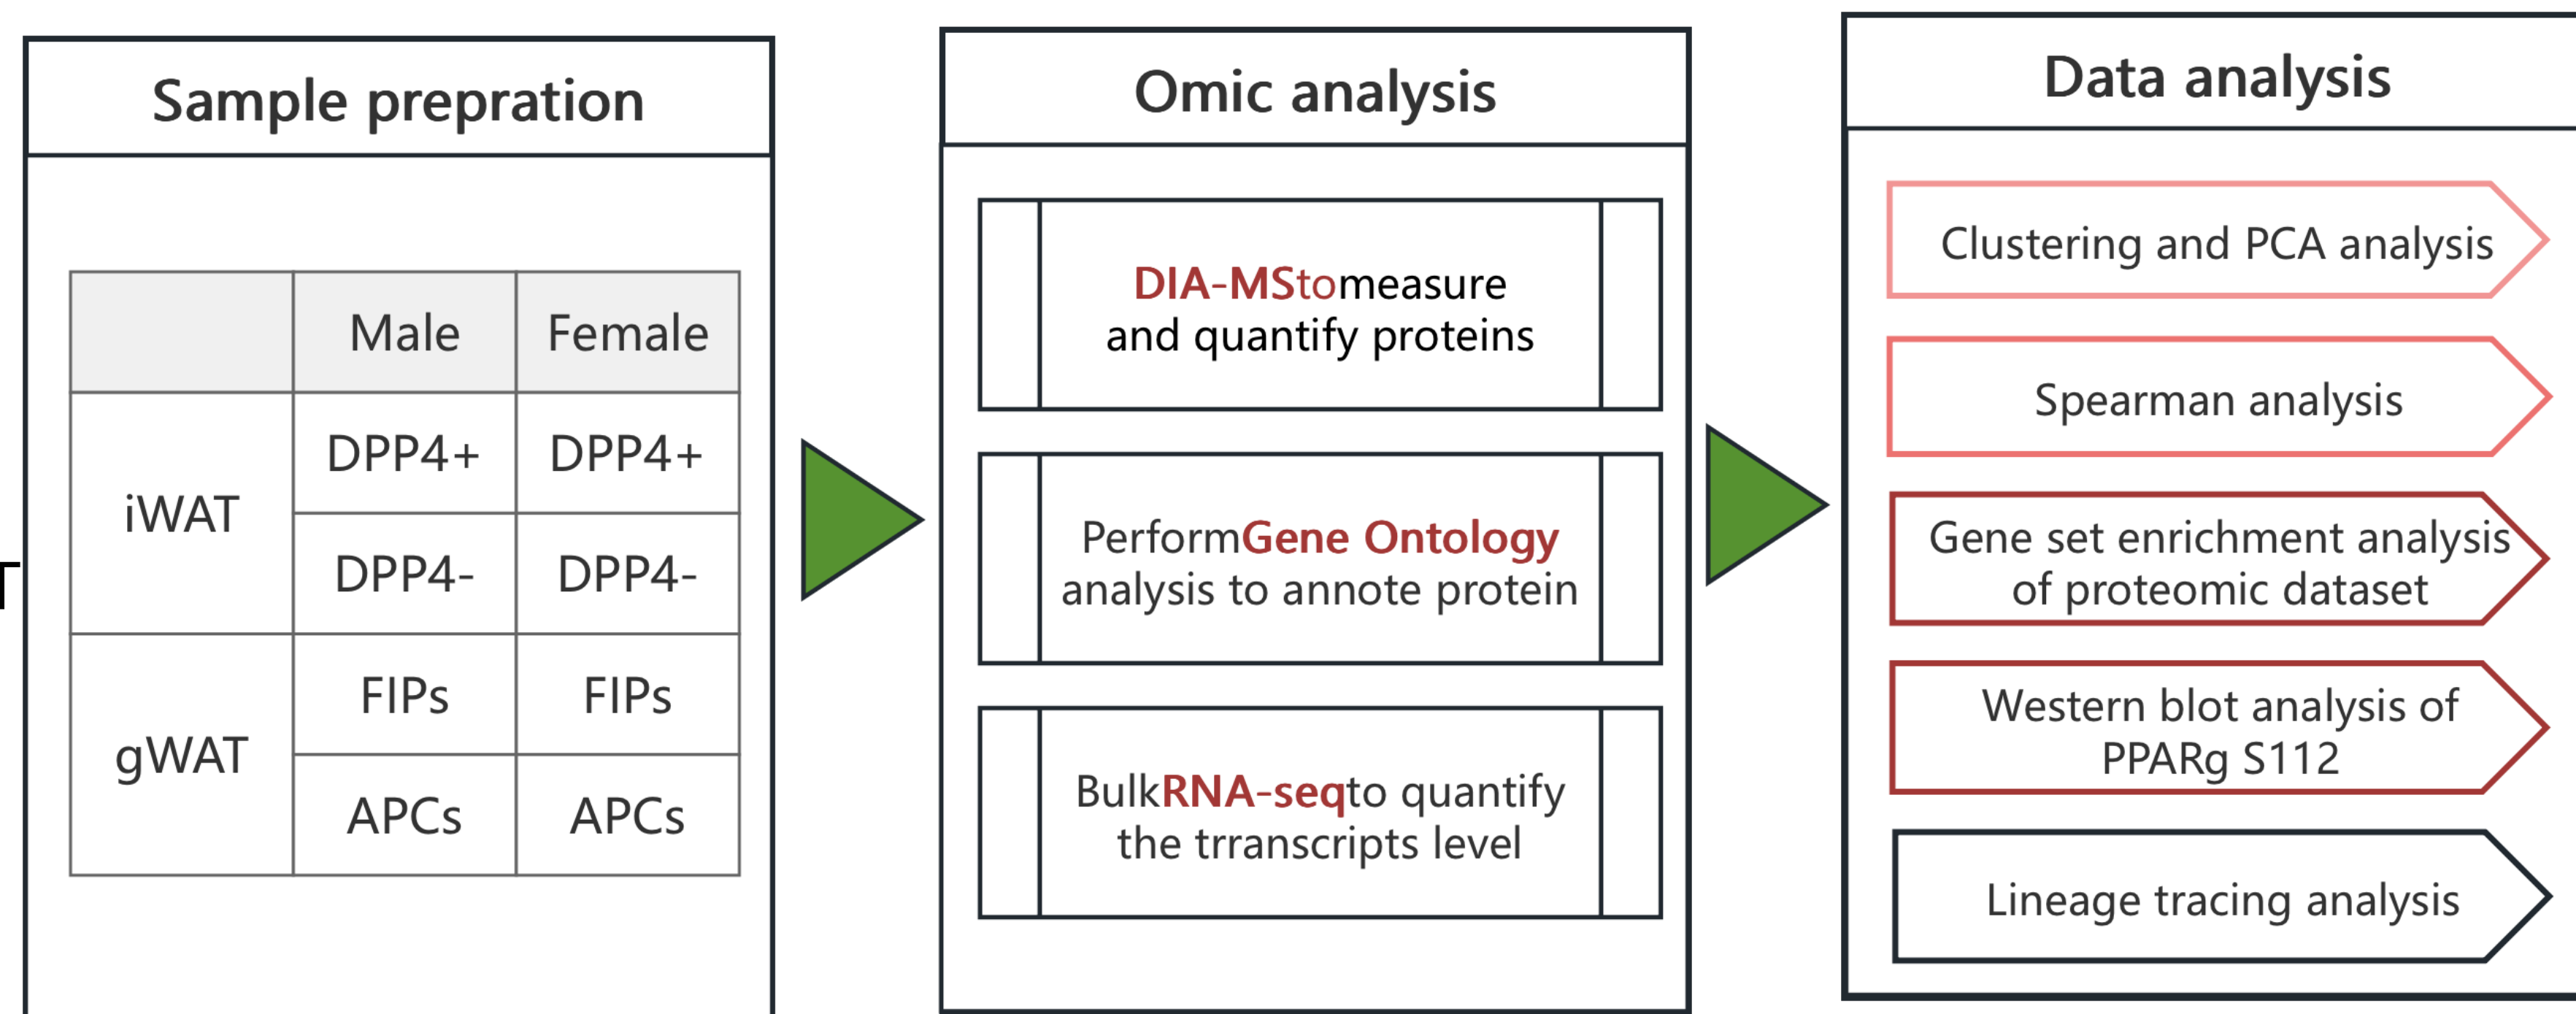 Sample prepration
Male Female
iWAT DPP4+ DPP4+
DPP4- DPP4-
gWAT FIPs FIPs
APCs APCs
T
Omic analysis
DIA-MStomeasure
and quantify proteins
PerformGene Ontology
analysis to annote protein
BulkRNA-seqto quantify
the trranscripts level
Data analysis
Clustering and PCA analysis
Spearman analysis
Gene set enrichment analysis
of proteomic dataset
Western blot analysis of
PPARg S112
Lineage tracing analysis